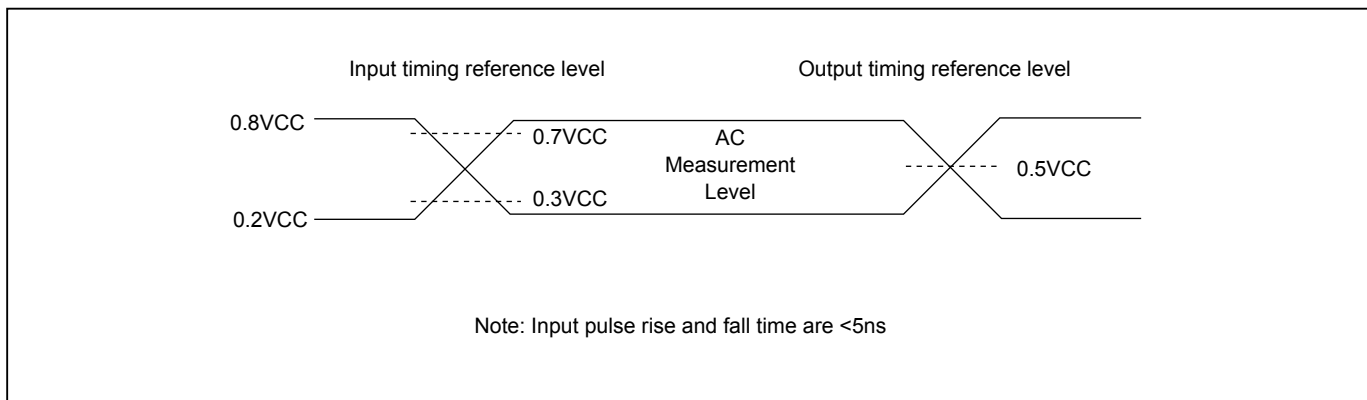 Input timing reference level
Output timing reference level
0.8VCC
0.7VCC
AC
Measurement
Level
0.5VCC
0.3VCC
0.2VCC
Note: Input pulse rise and fall time are <5ns